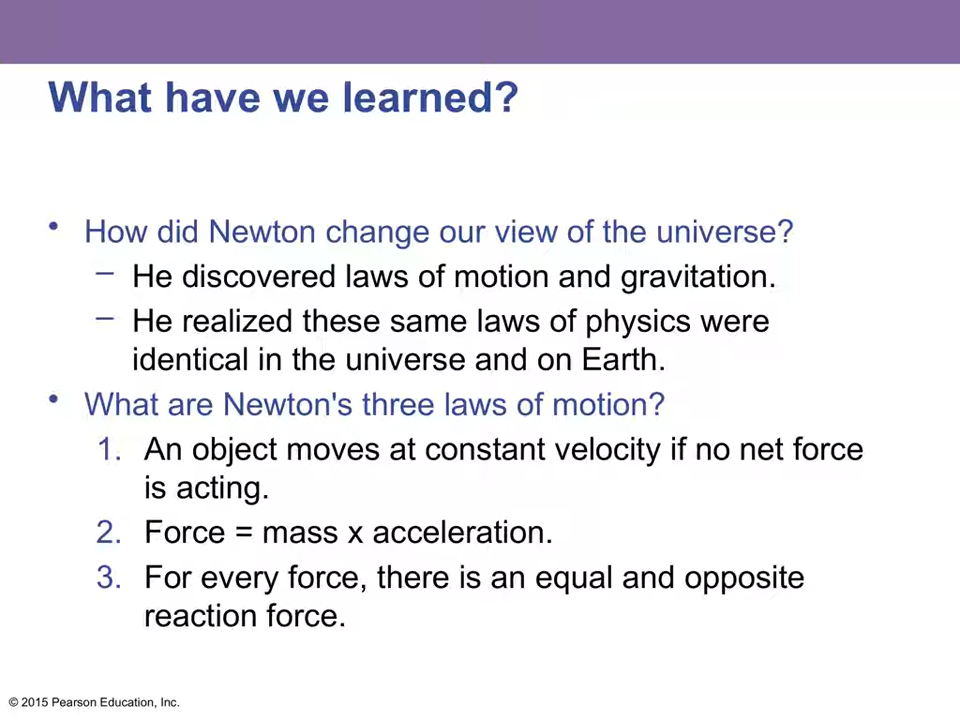 What have we learned?
• How did Newton change our view of the universe?
– He discovered laws of motion and gravitation.
– He realized these same laws of physics were
identical in the universe and on Earth.
• What are Newton's three laws of motion?
1. An object moves at constant velocity if no net force
is acting.
2. Force = mass x acceleration.
3. For every force, there is an equal and opposite
reaction force.
© 2015 Pearson Education, Inc.